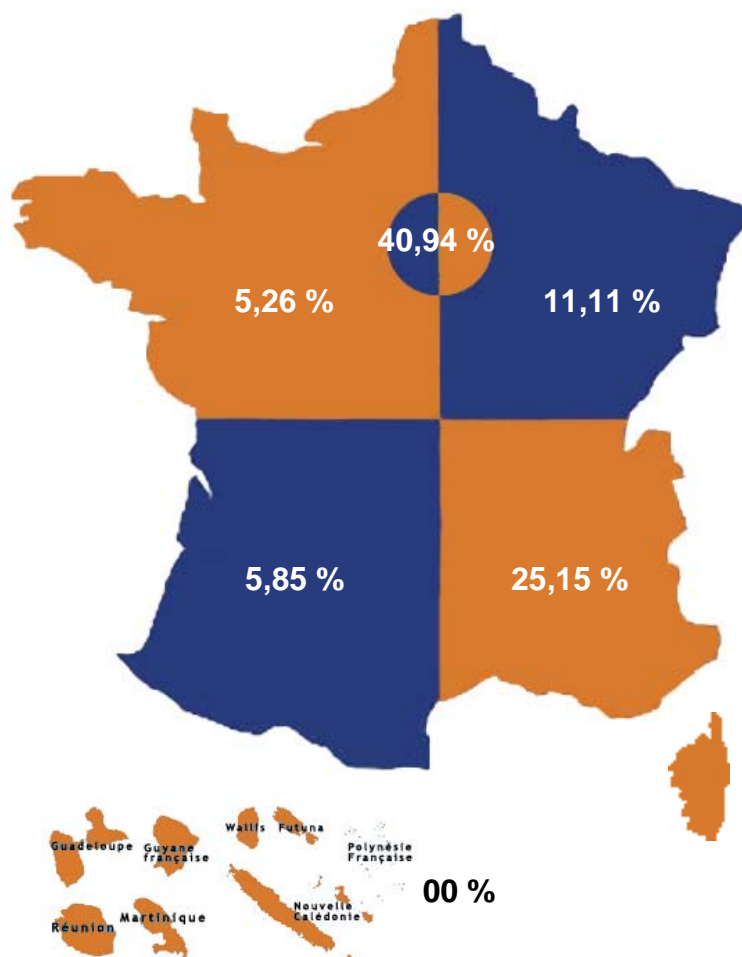 40,94 %
5,26 %
11,11 %
5,85 %
25,15 %
Wallis
Futuna
Guadeloupe
Guyane
française
Polynésie
Française
00 %
Nouvelle
Calédonie
Martinique
Réunion